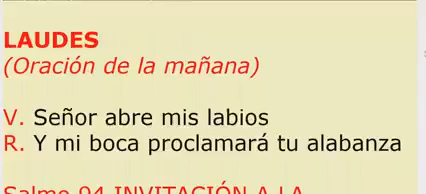 LAUDES
(Oración de la mañana)
V. Señor abre mis labios
R. Y mi boca proclamará tu alabanza
Salmo 94 INVITACIÓN A LA